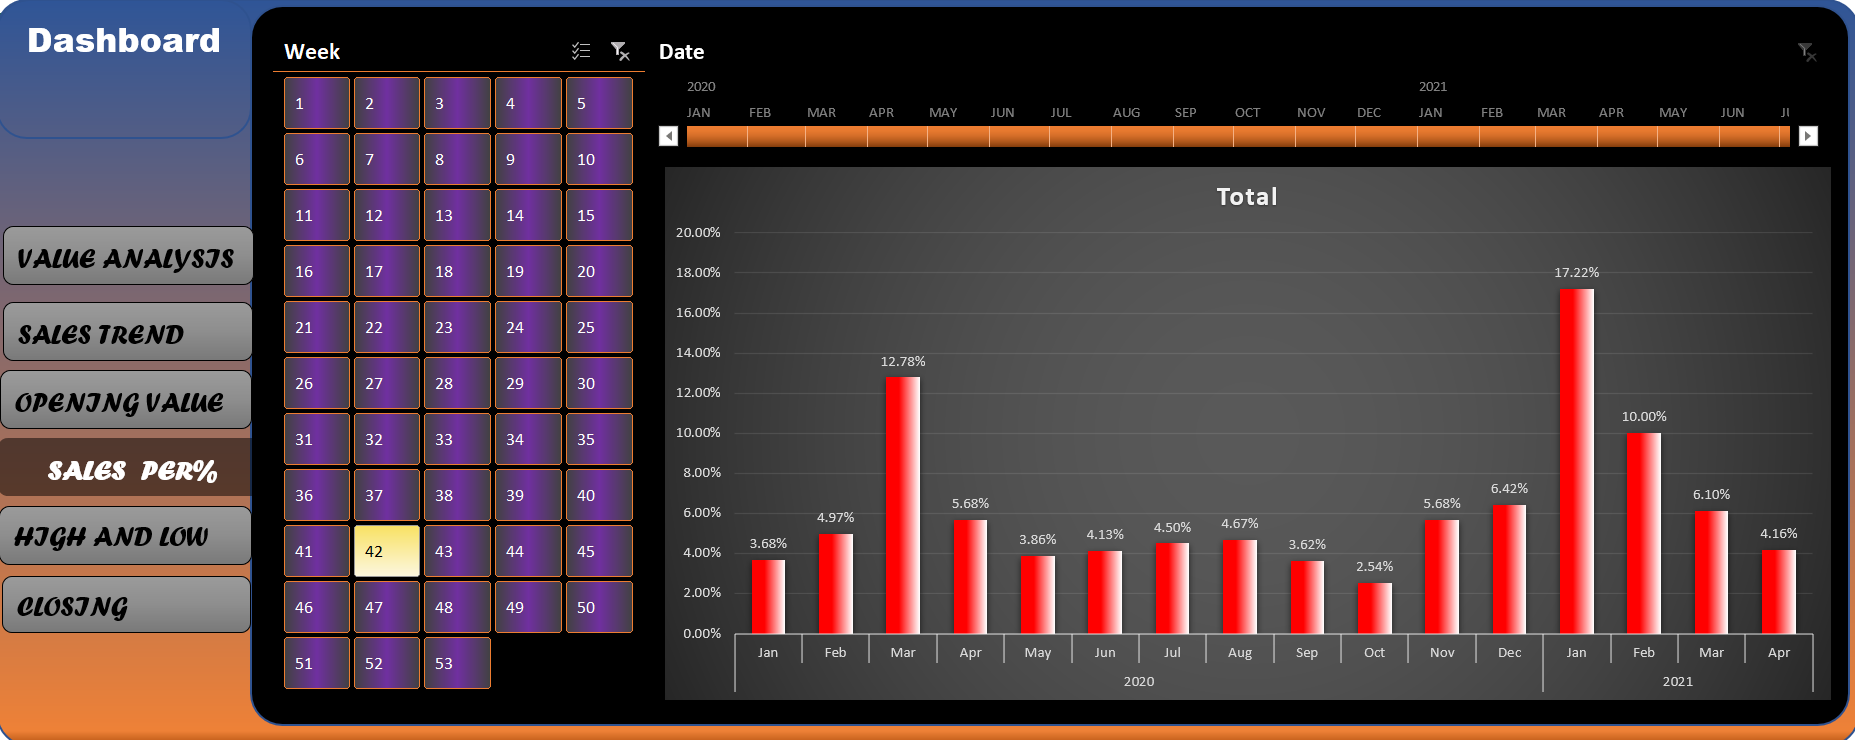 Dashboard
VALUE ANALYSIS
SALES TREND
OPENING VALUE
SALES PER%
HIGH AND LOW
CLOSING
Week
1 2 3 4 5
6 7 8 9 10
11 12 13 14 15
16 17 18 19 20
21 22 23 24 25
26 27 28 29 30
31 32 33 34 35
36 37 38 39 40
41 42 43 44 45
46 47 48 49 50
51 52 53
Date
2020 2021
JAN FEB MAR APR MAY JUN JUL AUG SEP OCT NOV DEC JAN FEB MAR APR MAY JUN
Total
20.00%
18.00%
16.00%
14.00%
12.00%
10.00%
8.00%
6.00%
4.00%
2.00%
0.00%
3.68% 4.97% 12.78% 5.68% 3.86% 4.13% 4.50% 4.67% 3.62% 2.54% 5.68% 6.42% 17.22% 10.00% 6.10% 4.16%
Jan Feb Mar Apr May Jun Jul Aug Sep Oct Nov Dec Jan Feb Mar Apr
2020 2021